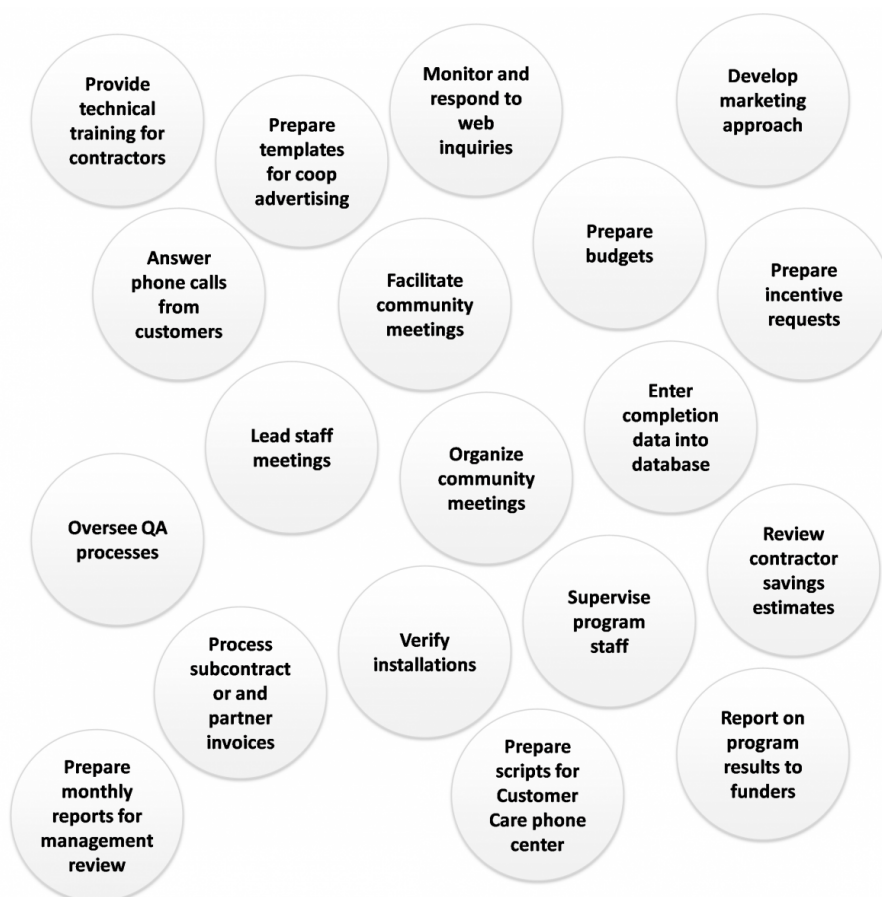 Provide
technical
training for
contractors
Prepare
templates
for coop
advertising
Monitor and
respond to
web
inquiries
Develop
marketing
approach
Answer
phone calls
from
customers
Facilitate
community
meetings
Prepare
budgets
Prepare
incentive
requests
Lead staff
meetings
Organize
community
meetings
Enter
completion
data into
database
Oversee QA
processes
Process
subcontract
or and
partner
invoices
Verify
installations
Supervise
program
staff
Review
contractor
savings
estimates
Prepare
monthly
reports for
management
review
Prepare
scripts for
Customer
Care phone
center
Report on
program
results to
funders